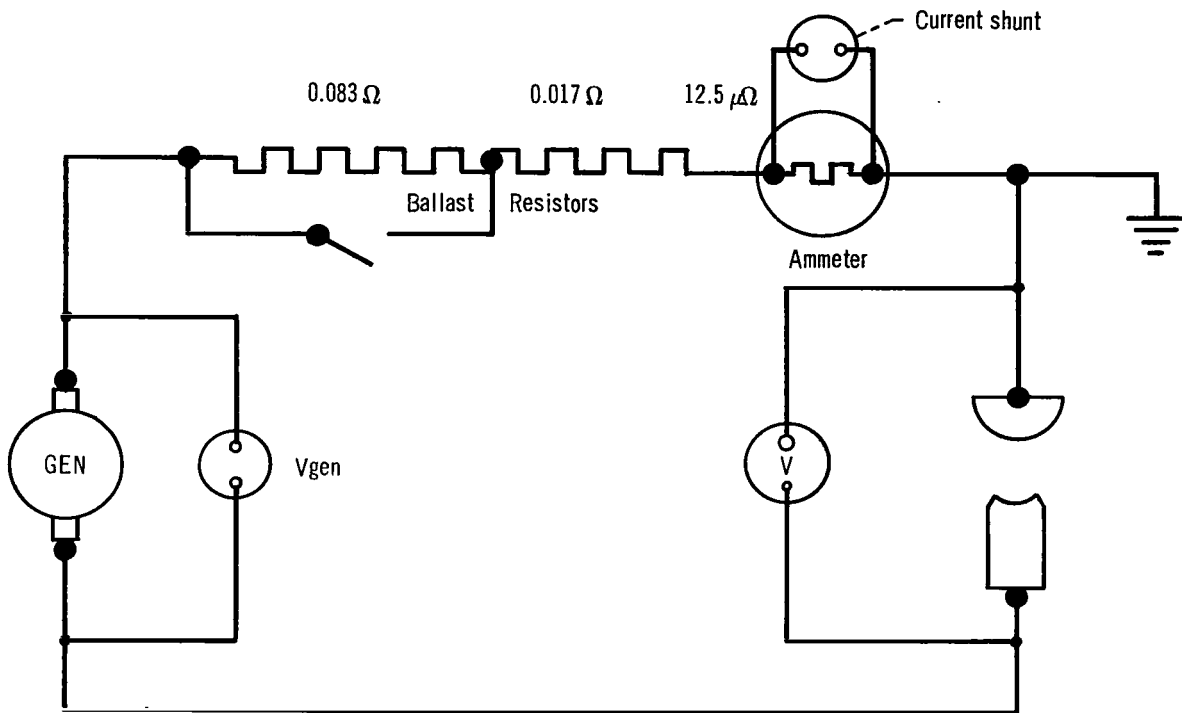 Current shunt
0.083 Ω
0.017 Ω
12.5 μΩ
Ballast Resistors
Ammeter
GEN
Vgen
V